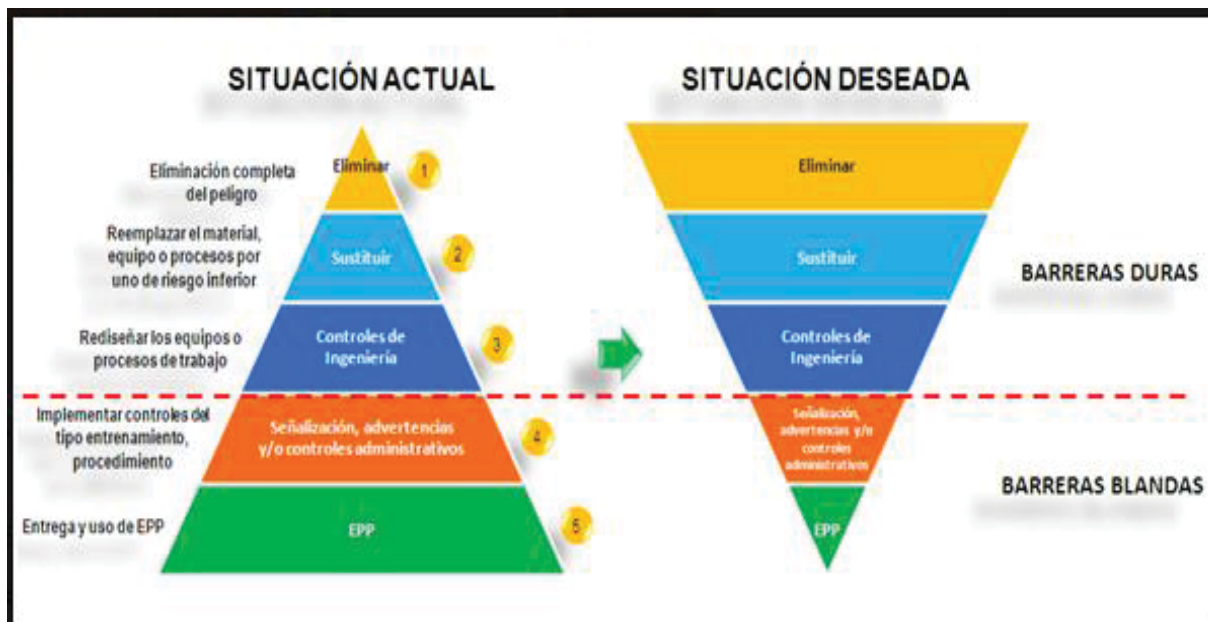 SITUACIÓN ACTUAL
Eliminación completa
del peligro
Eliminar
1
Reemplazar el material,
equipo o procesos por
uno de riesgo inferior
Sustituir
2
Rediseñar los equipos o
procesos de trabajo
Controles de
Ingeniería
3
Implementar controles del
tipo entrenamiento,
procedimiento
Señalización, advertencias
y/o controles administrativos
4
Entrega y uso de EPP
EPP
5
SITUACIÓN DESEADA
Eliminar
Sustituir
Controles de
Ingeniería
BARRERAS DURAS
Señalización,
advertencias y/o
controles
administrativos
EPP
BARRERAS BLANDAS